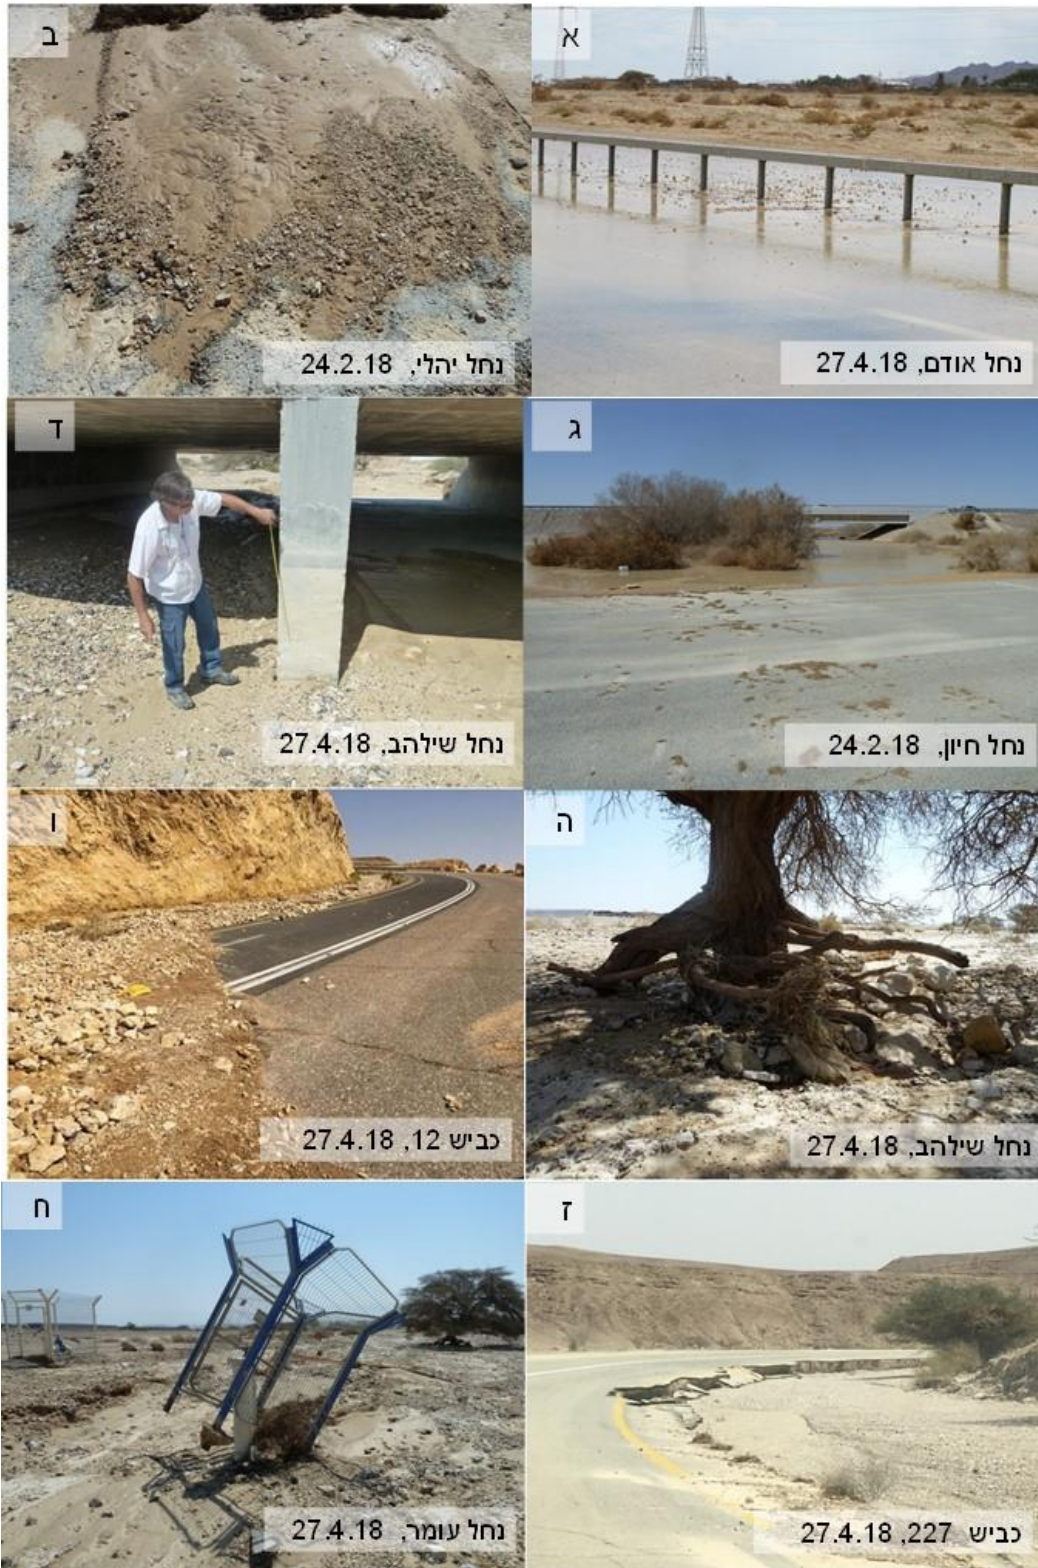 א
נחל אודם, 27.4.18
ב
נחל יהלי, 24.2.18
ג
נחל חיון, 24.2.18
ד
נחל שילהב, 27.4.18
ה
נחל שילהב, 27.4.18
ו
כביש 12, 27.4.18
ז
כביש 227, 27.4.18
ח
נחל עומר, 27.4.18